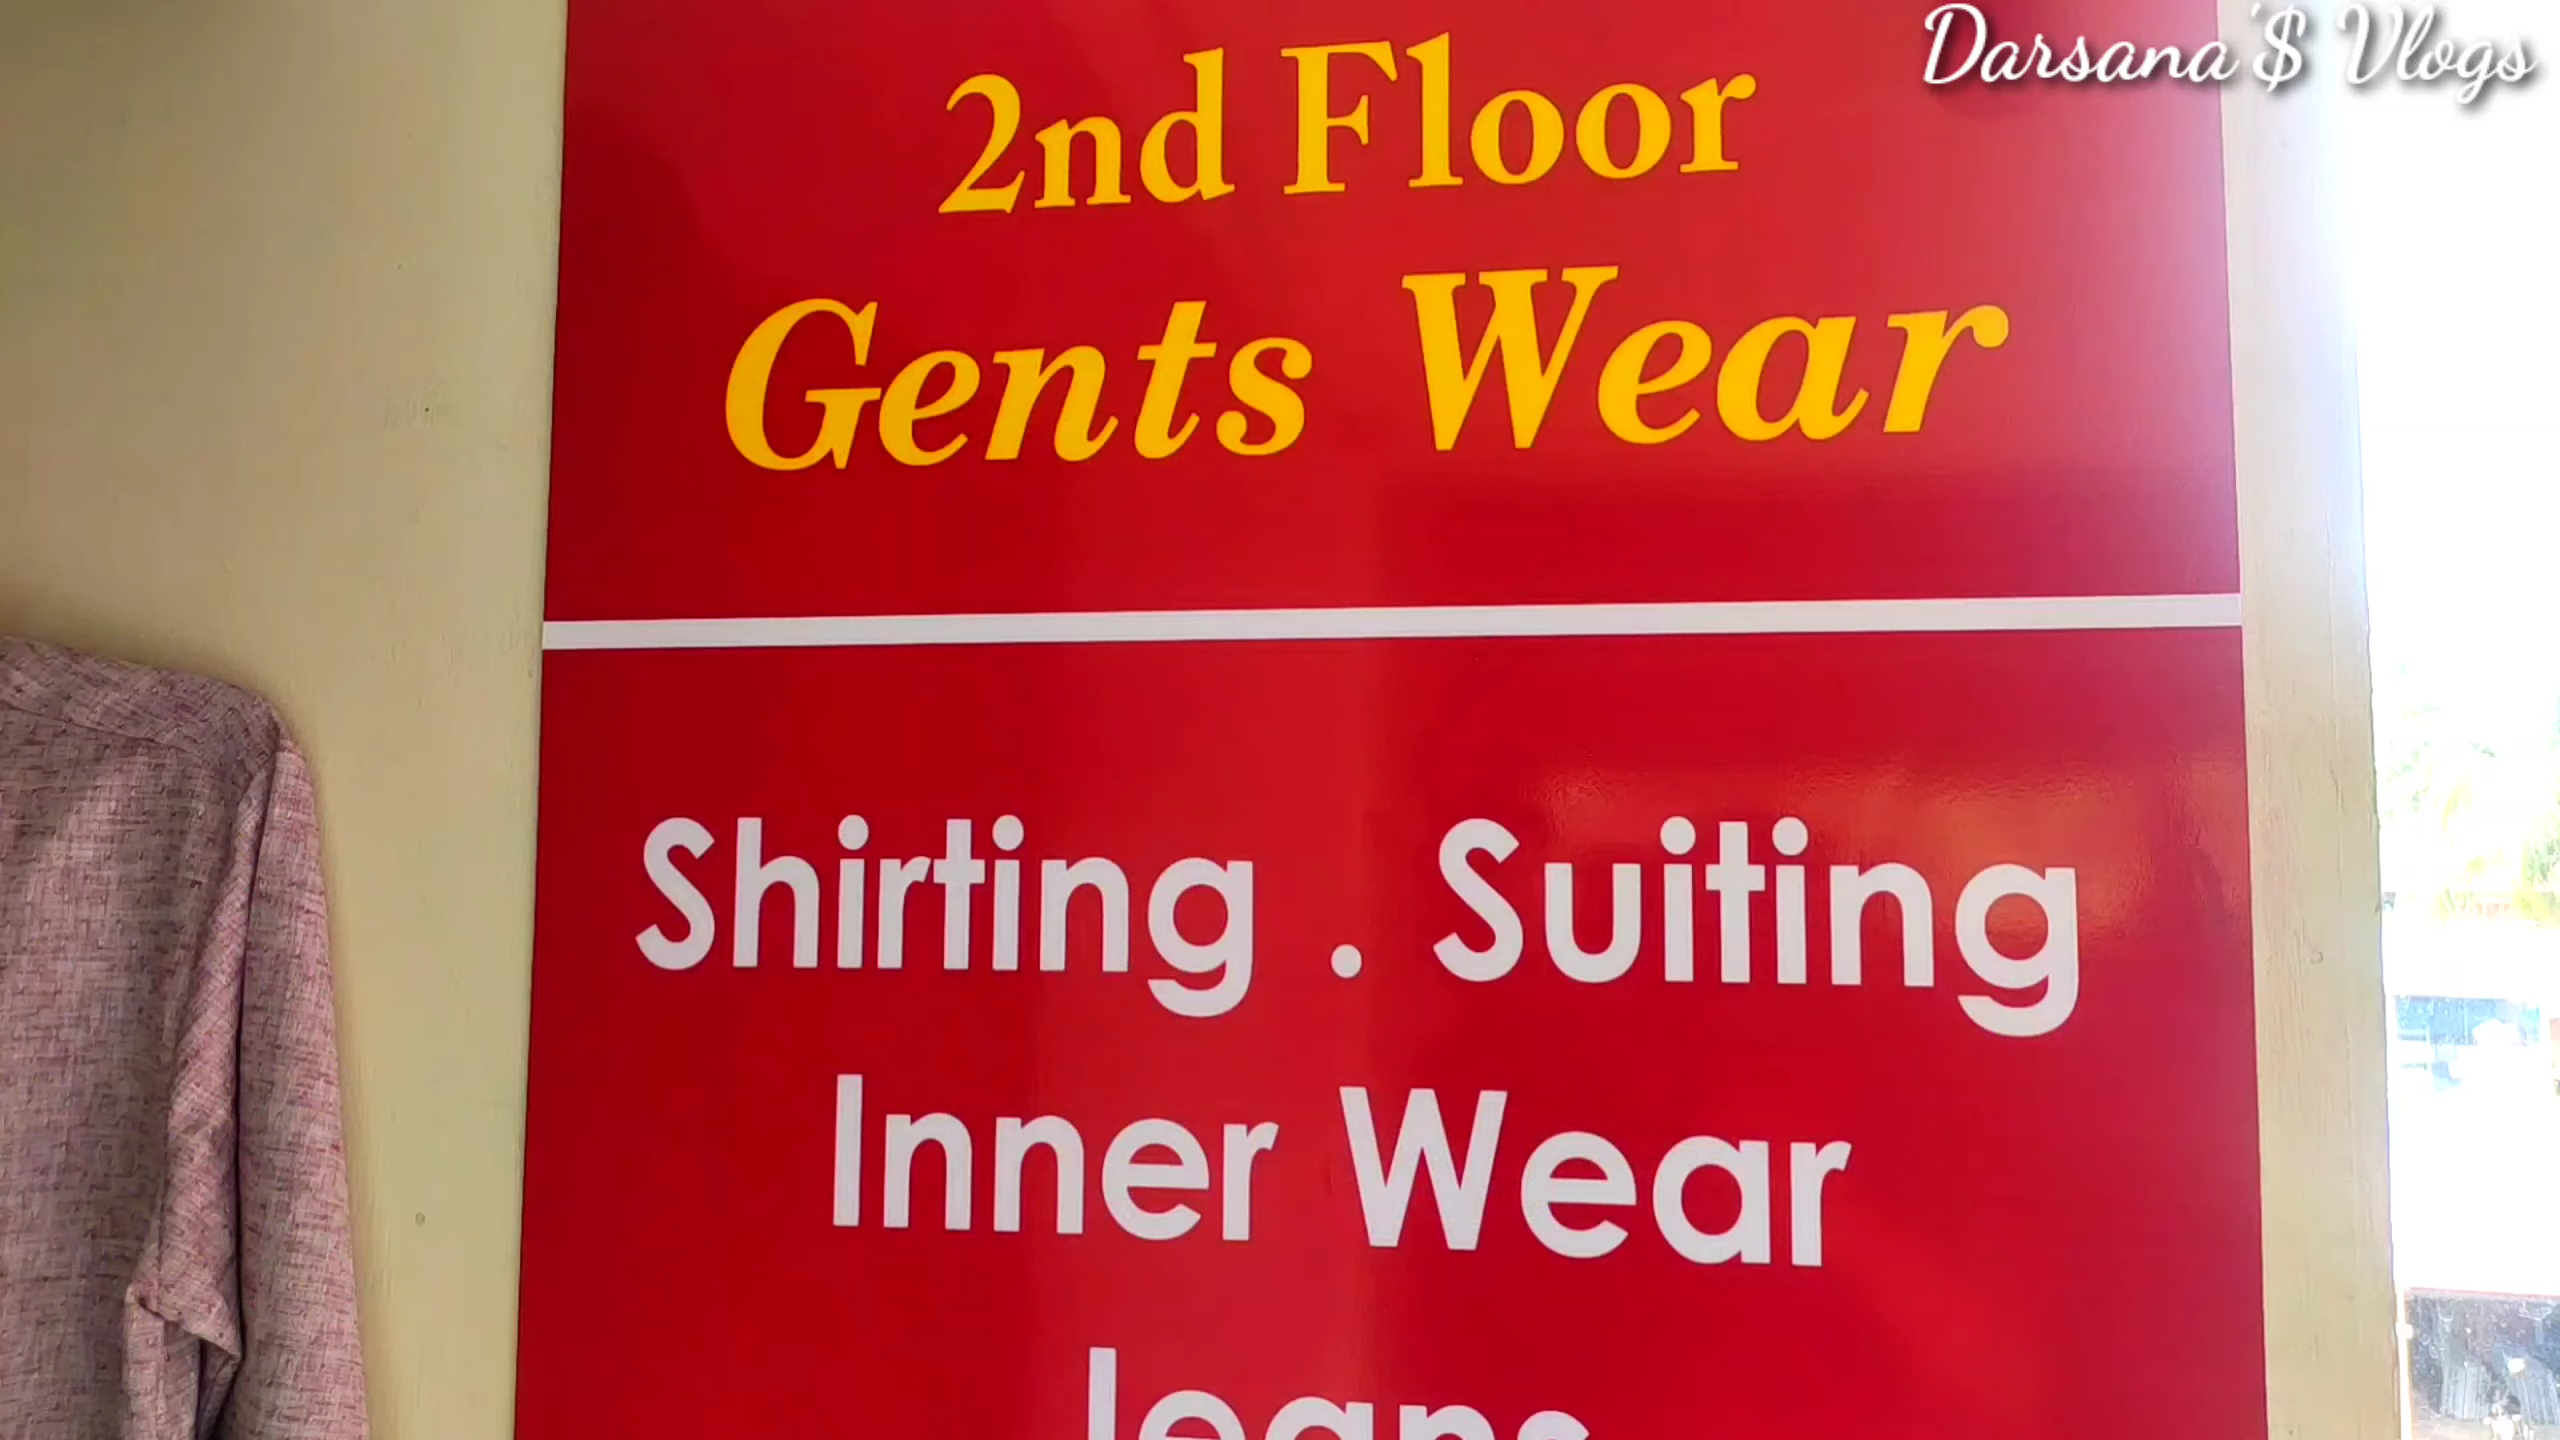 Darsana'$ Vlogs
2nd Floor
Gents Wear
Shirting . Suiting
Inner Wear
Jeans